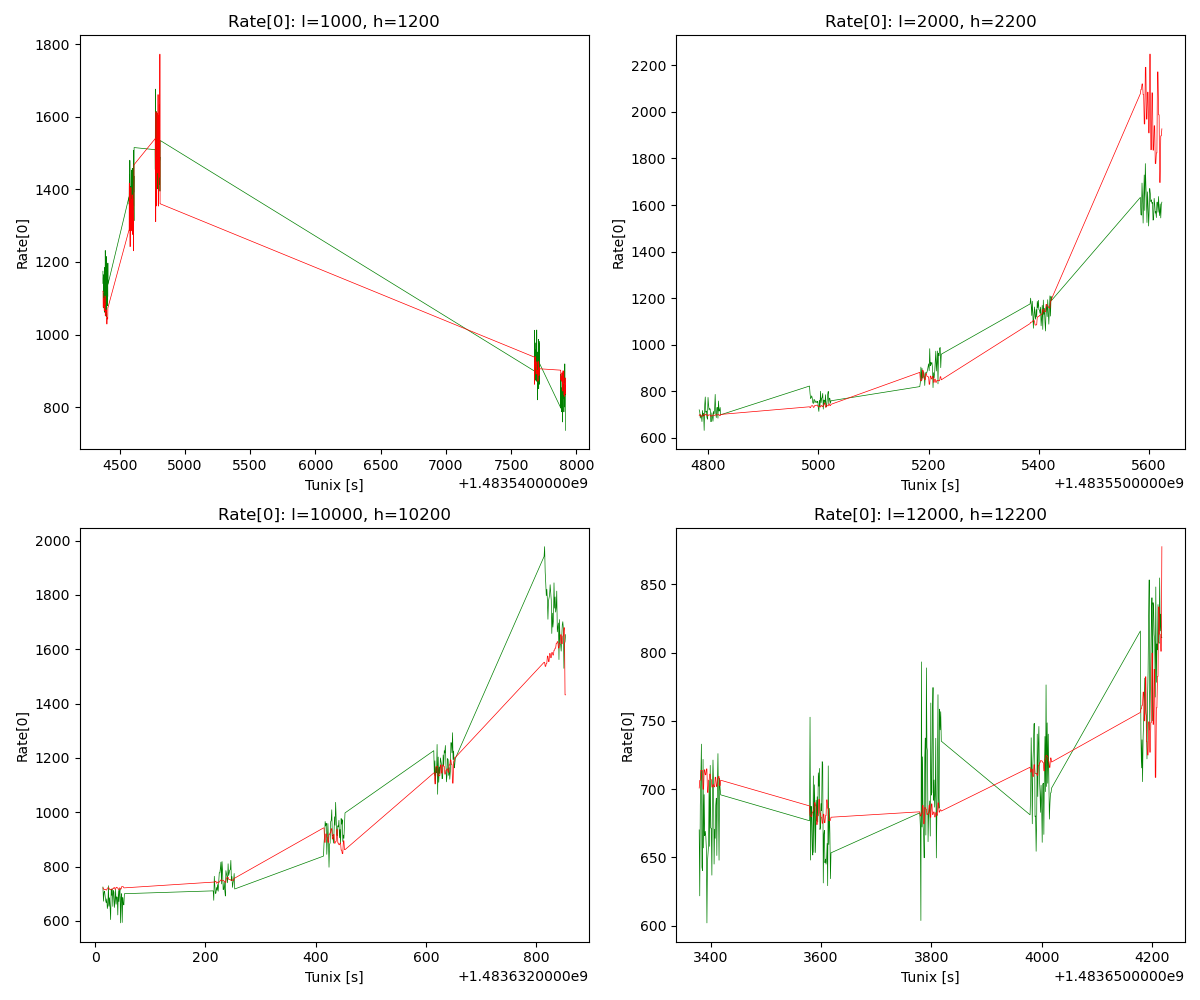 Rate[0]: l=1000, h=1200
Rate[0]
1800
1600
1400
1200
1000
800
4500 5000 5500 6000 6500 7000 7500 8000
Tunix [s]
+1.4835400000e9
Rate[0]: l=2000, h=2200
Rate[0]
2200
2000
1800
1600
1400
1200
1000
800
600
4800 5000 5200 5400 5600
Tunix [s]
+1.4835500000e9
Rate[0]: l=10000, h=10200
Rate[0]
2000
1800
1600
1400
1200
1000
800
600
0 200 400 600 800
Tunix [s]
+1.4836320000e9
Rate[0]: l=12000, h=12200
Rate[0]
850
800
750
700
650
600
3400 3600 3800 4000 4200
Tunix [s]
+1.4836500000e9